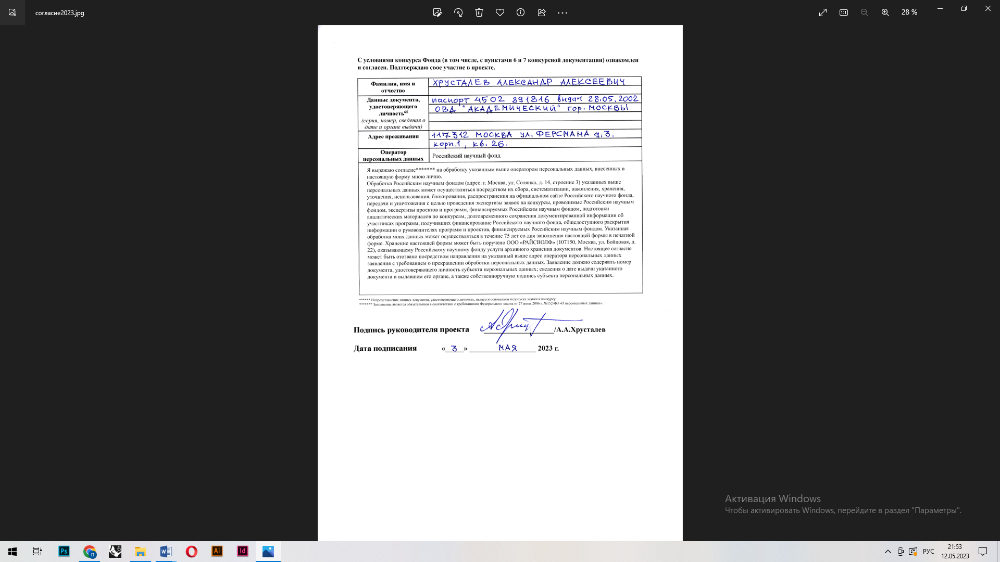 согласие2023.jpg
28 %
С условиями конкурса Фонда (в том числе, с пунктами 6 и 7 конкурсной документации) ознакомлен
и согласен. Подтверждаю свое участие в проекте.
Фамилия, имя и
отчество
ХРУСТАЛЕВ АЛЕКСАНДР АЛЕКСЕЕВИЧ
Данные документа,
удостоверяющего
личность65
(серия, номер, сведения о
дате и органе выдачи)
паспорт 4502 891816 выдан 28.05.2002
ОВД "АКАДЕМИЧЕСКИЙ" гор. МОСКВЫ
Адрес проживания
117312 МОСКВА ул. ФЕРСМАНА д.3,
корп.1, кв. 26.
Оператор
персональных данных
Российский научный фонд
Я выражаю согласие******* на обработку указанным выше оператором персональных данных, внесенных в
настоящую форму мною лично.
Обработка Российским научным фондом (адрес: г. Москва, ул. Солянка, д. 14, строение 3) указанных выше
персональных данных может осуществляться посредством их сбора, систематизации, накопления, хранения,
уточнения, использования, блокирования, распространения на официальном сайте Российского научного фонда,
передачи и уничтожения с целью проведения экспертизы заявок на конкурсы, проводимые Российским научным
фондом, экспертизы проектов и программ, финансируемых Российским научным фондом, подготовки
аналитических материалов по конкурсам, долговременного сохранения документированной информации об
участниках программ, получивших финансирование Российского научного фонда, общедоступного раскрытия
информации о руководителях программ и проектов, финансируемых Российским научным фондом. Указанная
обработка моих данных может осуществляться в течение 75 лет со дня заполнения настоящей формы в печатной
форме. Хранение настоящей формы может быть поручено ООО «РАЙСВОЛФ» (107150, Москва, ул. Бойцовая, д.
22), оказывающему Российскому научному фонду услуги архивного хранения документов. Настоящее согласие
может быть отозвано посредством направления на указанный выше адрес оператора персональных данных
заявления с требованием о прекращении обработки персональных данных. Заявление должно содержать номер
документа, удостоверяющего личность субъекта персональных данных; сведения о дате выдачи указанного
документа и выдавшем его органе, а также собственноручную подпись субъекта персональных данных.
****** Непредставление данных документа, удостоверяющего личность, является основанием недопуска заявки к конкурсу.
******* Заполнение является обязательным в соответствии с требованиями Федерального закона от 27 июля 2006 г. №152-ФЗ «О персональных данных».
Подпись руководителя проекта /А.А.Хрусталев
Дата подписания « 3 » МАЯ 2023 г.
Активация Windows
Чтобы активировать Windows, перейдите в раздел "Параметры".
Ps
п
6
W
Ai
Id
РУС
21:53
12.05.2023